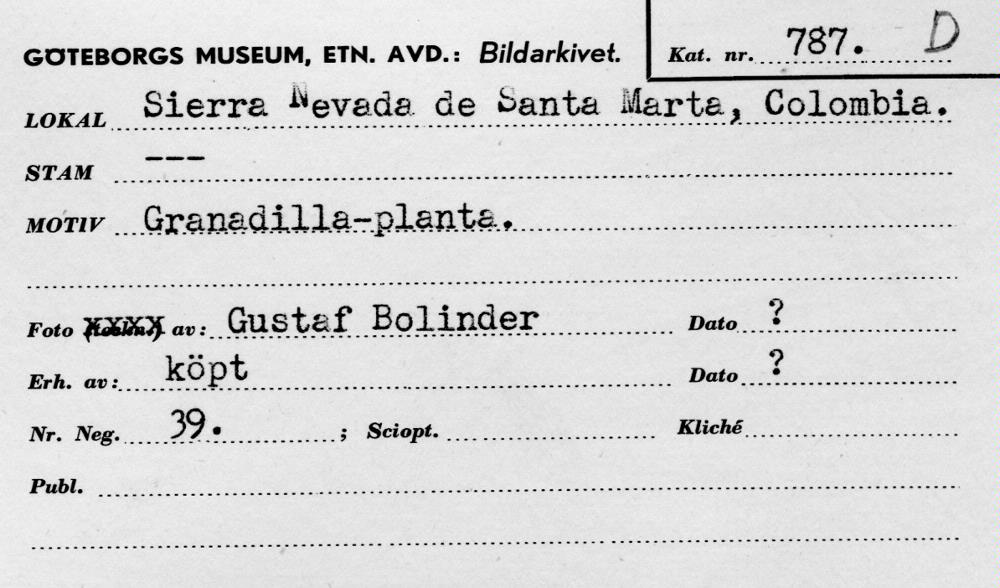 GÖTEBORGS MUSEUM, ETN. AVD.: Bildarkivet. Kat. nr. 787. D
LOKAL Sierra Nevada de Santa Marta, Colombia.
STAM ---
MOTIV Granadilla-planta.
Foto av: Gustaf Bolinder Dato ?
Erh. av: köpt Dato ?
Nr. Neg. 39. ; Sciopt. Kliché
Publ.